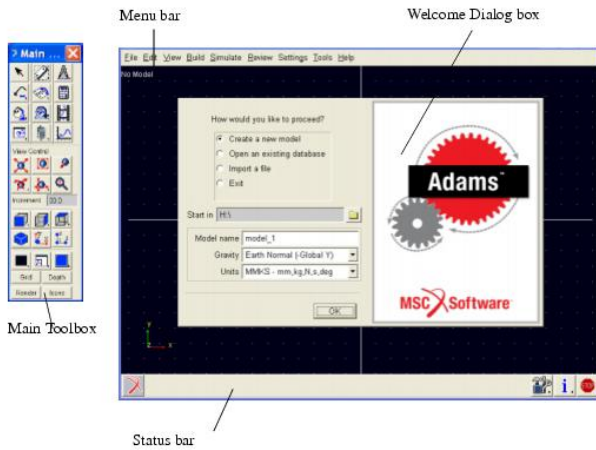 Menu bar
Welcome Dialog box
Main ...
File Edit View Build Simulate Review Settings Tools Help
No Model
How would you like to proceed?
Create a new model
Open an existing database
Import a file
Exit
Start in H:\
Model name model_1
Gravity Earth Normal (-Global Y)
Units MMKS - mm,kg,N,s,deg
OK
Adams™
MSC Software
View Control
Increment 30.0
Grid Depth
Render Icons
Main Toolbox
Y
X
Z
i
STOP
Status bar